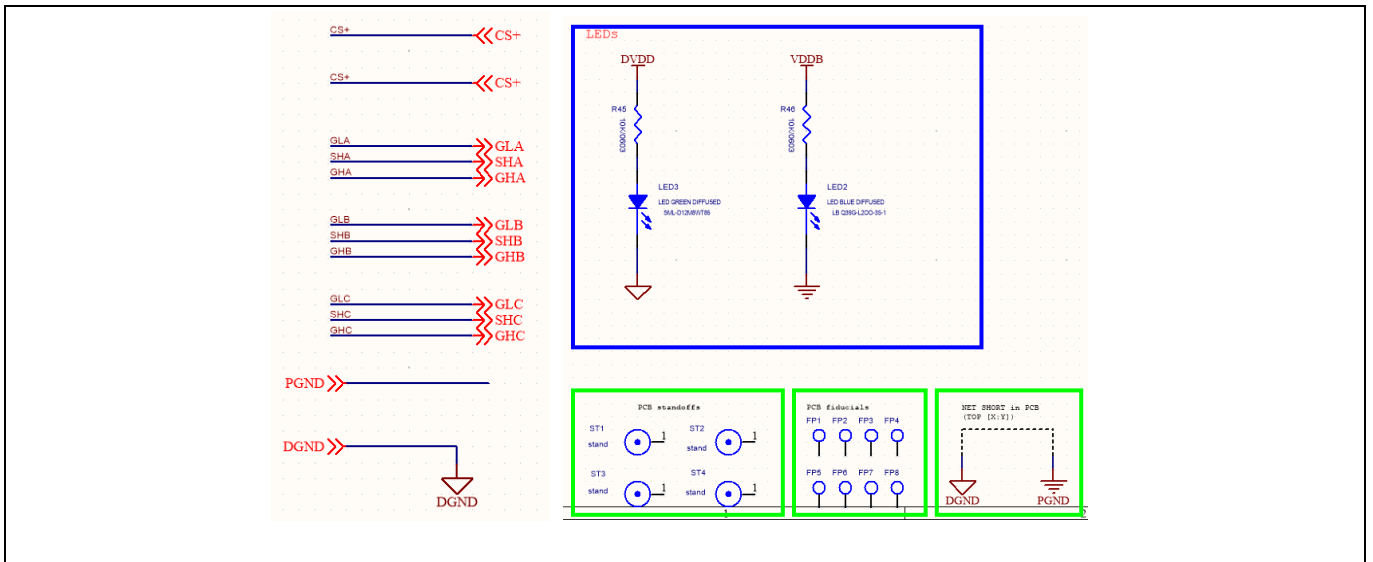 CS+ CS+
CS+ CS+
GLA GLA
SHA SHA
GHA GHA
GLB GLB
SHB SHB
GHB GHB
GLC GLC
SHC SHC
GHC GHC
PGND
DGND
DGND
LEDs
DVDD
R45
10K/0603
LED3
LED GREEN DIFFUSED
SML-D12M8WT86
VDDB
R46
10K/0603
LED2
LED BLUE DIFFUSED
LB Q39G-L2OO-35-1
PCB standoffs
ST1 ST2
stand 1 stand 1
ST3 ST4
stand 1 stand 1
PCB fiducials
FP1 FP2 FP3 FP4
FP5 FP6 FP7 FP8
NET SHORT in PCB
(TOP [X:Y])
DGND PGND
1 2